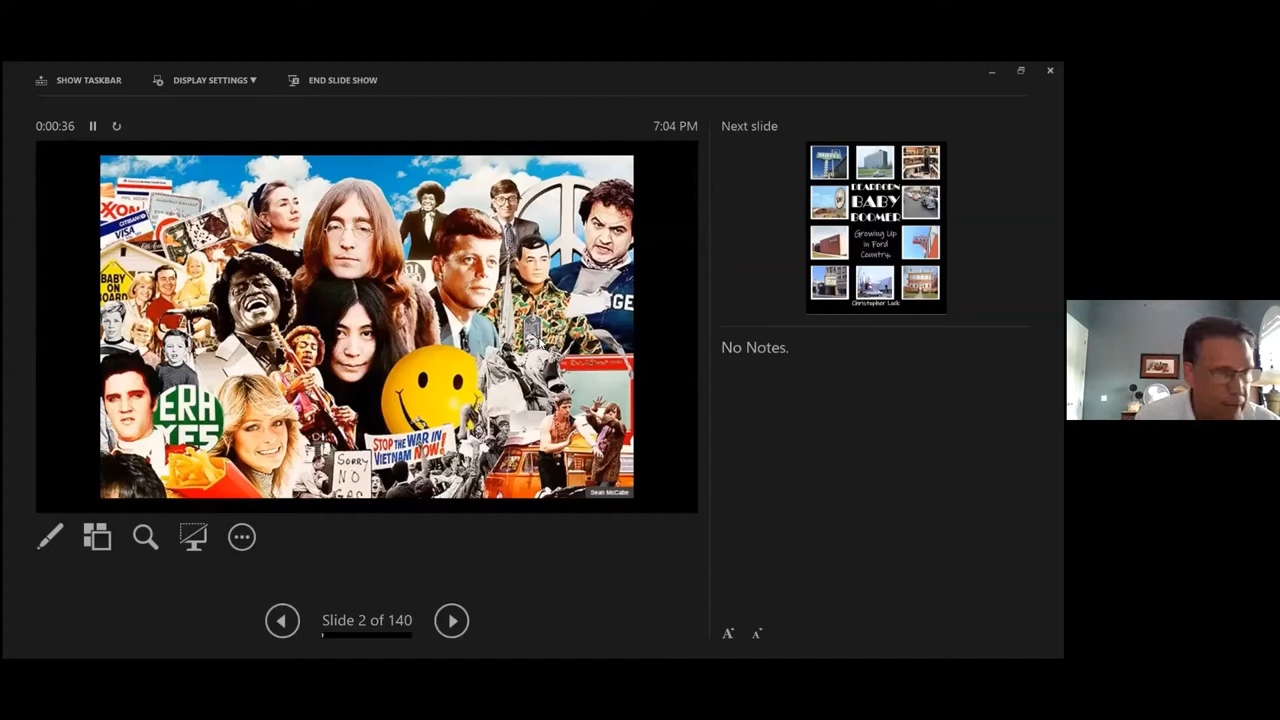 SHOW TASKBAR
DISPLAY SETTINGS ▼
END SLIDE SHOW
0:00:36
7:04 PM
Next slide
EXXON
CITIBANK
VISA
BABY
ON
BOARD
ERA
YES
STOP THE WAR IN
VIETNAM NOW!
SORRY
NO
GAS
Sean McCabe
DEARBORN
BABY
BOOMER
Growing Up
in Ford
Country
Christopher Lock
No Notes.
Slide 2 of 140